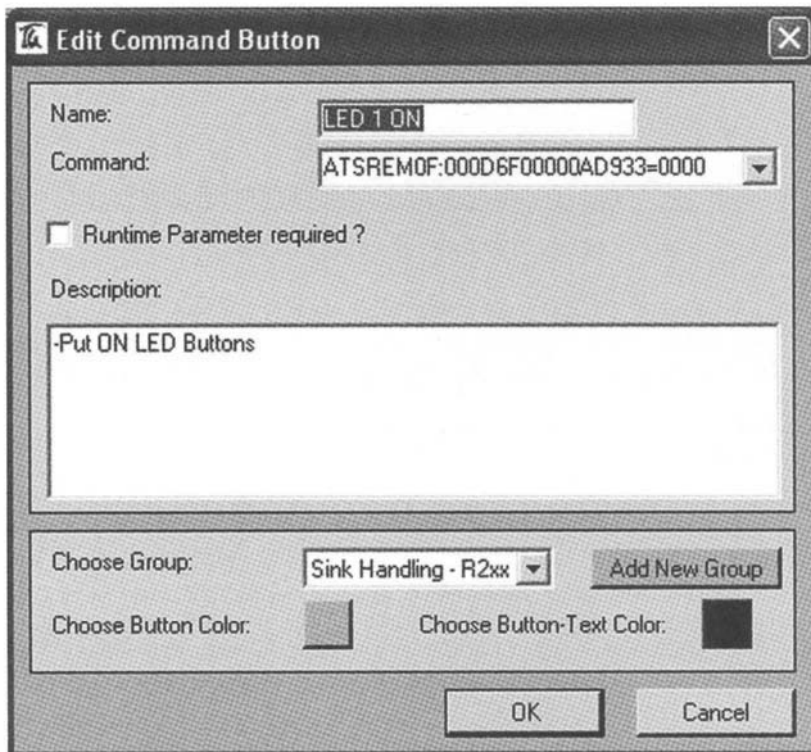 Edit Command Button
Name:
LED 1 ON
Command:
ATSREM0F:000D6F00000AD933=0000
Runtime Parameter required ?
Description:
-Put ON LED Buttons
Choose Group:
Sink Handling - R2xx
Add New Group
Choose Button Color:
Choose Button-Text Color:
OK
Cancel